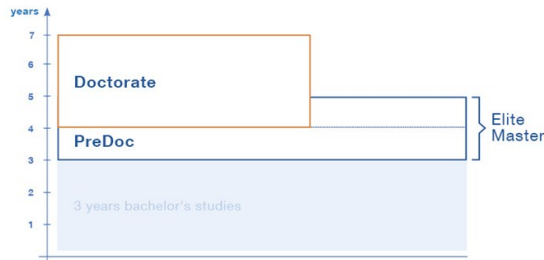 years
7
6
5
4
3
2
1
Doctorate
PreDoc
3 years bachelor's studies
Elite
Master